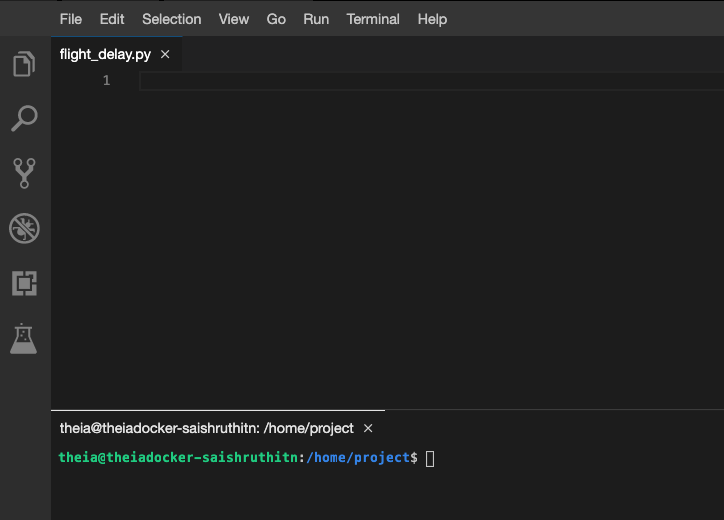 File Edit Selection View Go Run Terminal Help
flight_delay.py ×
1
theia@theiadocker-saishruthitn: /home/project ×
theia@theiadocker-saishruthitn:/home/project$